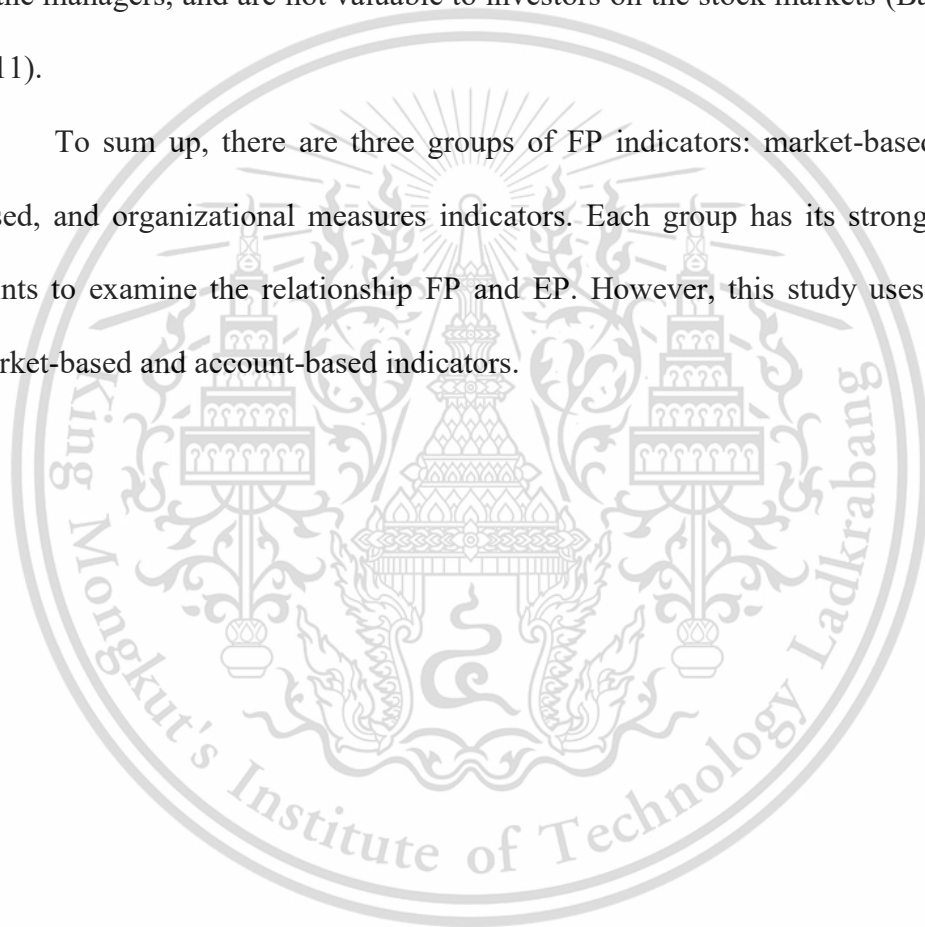 the managers, and are not valuable to investors on the stock markets
11).
To sum up, there are three groups of FP indicators: market-based
sed, and organizational measures indicators. Each group has its strong
nts to examine the relationship FP and EP. However, this study uses
rket-based and account-based indicators.
King Mongkut's Institute of Technology Ladkrabang